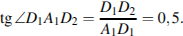 tg ∠D₁A₁D₂ = D₁D₂ / A₁D₁ = 0,5.